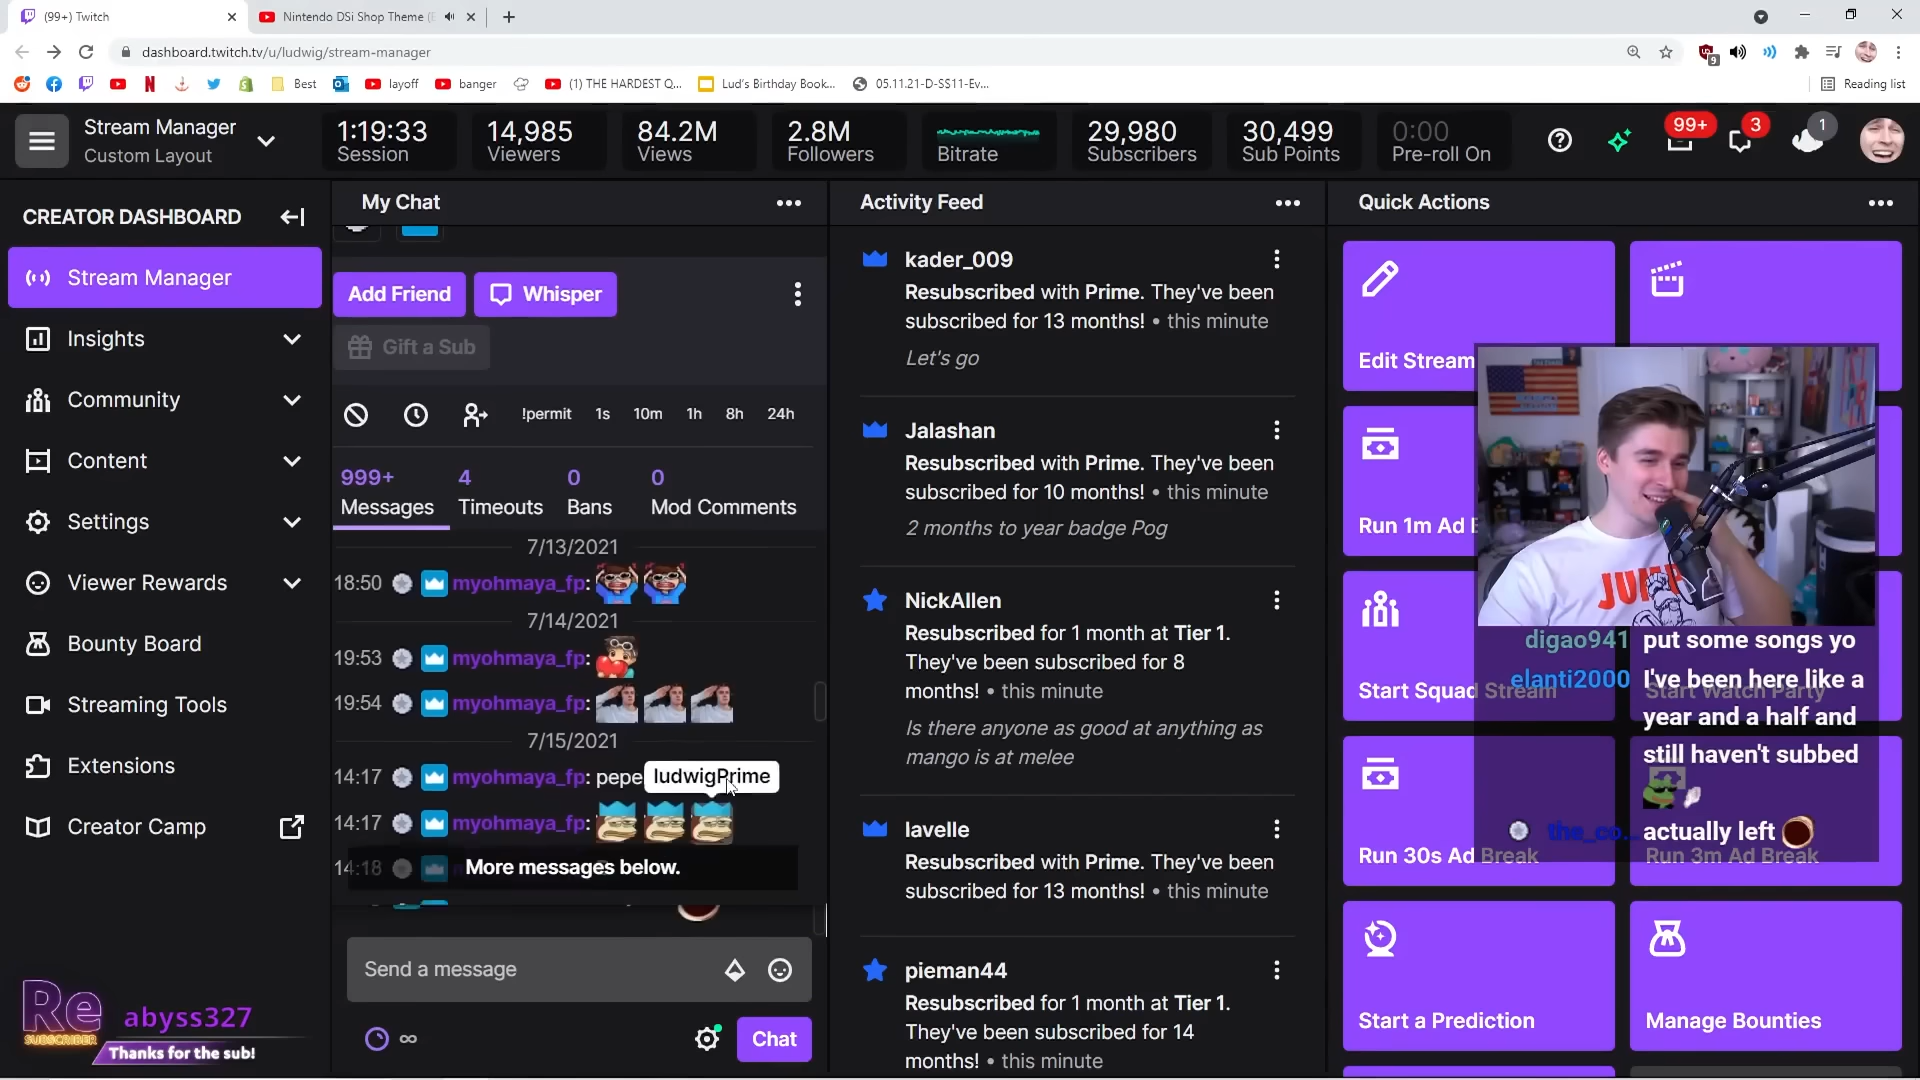 (99+) Twitch
Nintendo DSi Shop Theme (
dashboard.twitch.tv/u/ludwig/stream-manager
9
Best
layoff
banger
(1) THE HARDEST Q...
Lud's Birthday Book...
05.11.21-D-SS11-Ev...
Reading list
Stream Manager
Custom Layout
1:19:33
Session
14,985
Viewers
84.2M
Views
2.8M
Followers
Bitrate
29,980
Subscribers
30,499
Sub Points
0:00
Pre-roll On
99+
3
1
CREATOR DASHBOARD
Stream Manager
Insights
Community
Content
Settings
Viewer Rewards
Bounty Board
Streaming Tools
Extensions
Creator Camp
Re
SUBSCRIBER
abyss327
Thanks for the sub!
My Chat
Add Friend
Whisper
Gift a Sub
!permit 1s 10m 1h 8h 24h
999+
Messages
4
Timeouts
0
Bans
0
Mod Comments
7/13/2021
18:50 myohmaya_fp:
7/14/2021
19:53 myohmaya_fp:
19:54 myohmaya_fp:
7/15/2021
14:17 myohmaya_fp: pepe
ludwigPrime
14:17 myohmaya_fp:
14:18
More messages below.
Send a message
Chat
Activity Feed
kader_009
Resubscribed with Prime. They've been
subscribed for 13 months! • this minute
Let's go
Jalashan
Resubscribed with Prime. They've been
subscribed for 10 months! • this minute
2 months to year badge Pog
NickAllen
Resubscribed for 1 month at Tier 1.
They've been subscribed for 8
months! • this minute
Is there anyone as good at anything as
mango is at melee
lavelle
Resubscribed with Prime. They've been
subscribed for 13 months! • this minute
pieman44
Resubscribed for 1 month at Tier 1.
They've been subscribed for 14
months! • this minute
Quick Actions
Edit Stream
Run 1m Ad B
Start Squad Stream
Start Watch Party
Run 30s Ad Break
Run 3m Ad Break
Start a Prediction
Manage Bounties
JUMP
digao941 put some songs yo
elanti2000 I've been here like a
year and a half and
still haven't subbed
the_co... actually left